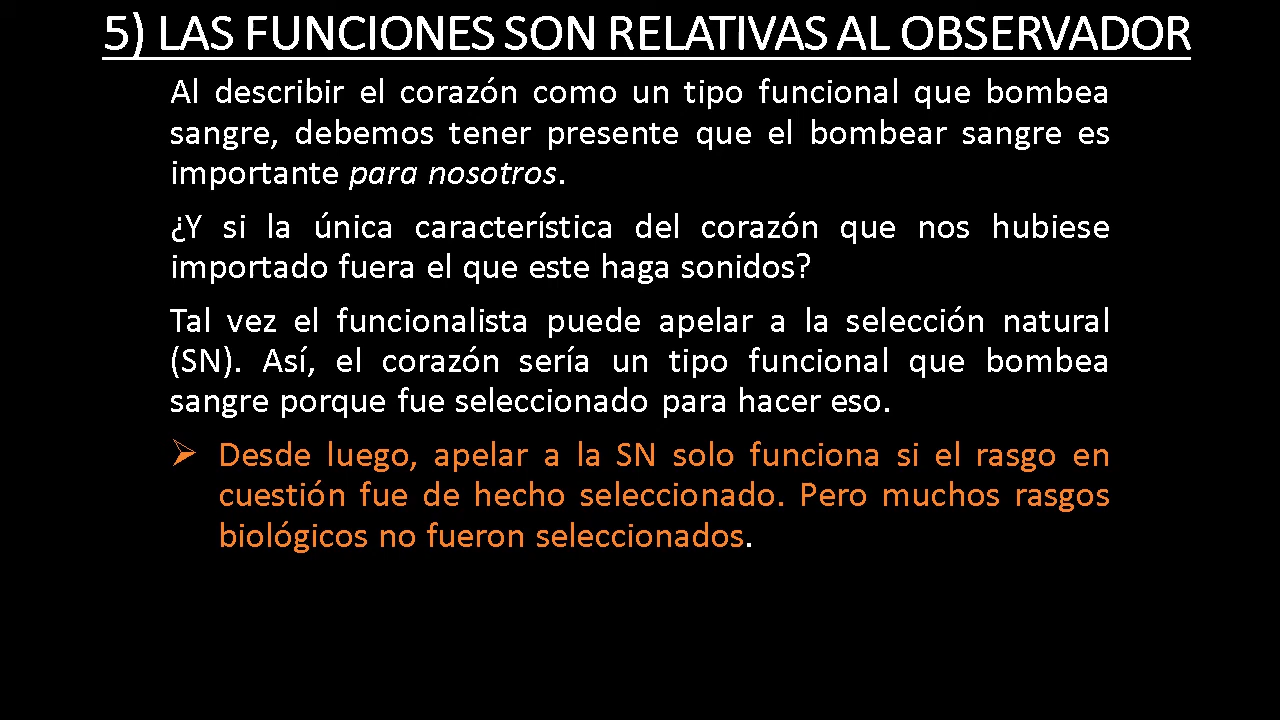 5) LAS FUNCIONES SON RELATIVAS AL OBSERVADOR
Al describir el corazón como un tipo funcional que bombea
sangre, debemos tener presente que el bombear sangre es
importante para nosotros.
¿Y si la única característica del corazón que nos hubiese
importado fuera el que este haga sonidos?
Tal vez el funcionalista puede apelar a la selección natural
(SN). Así, el corazón sería un tipo funcional que bombea
sangre porque fue seleccionado para hacer eso.
➢ Desde luego, apelar a la SN solo funciona si el rasgo en
cuestión fue de hecho seleccionado. Pero muchos rasgos
biológicos no fueron seleccionados.